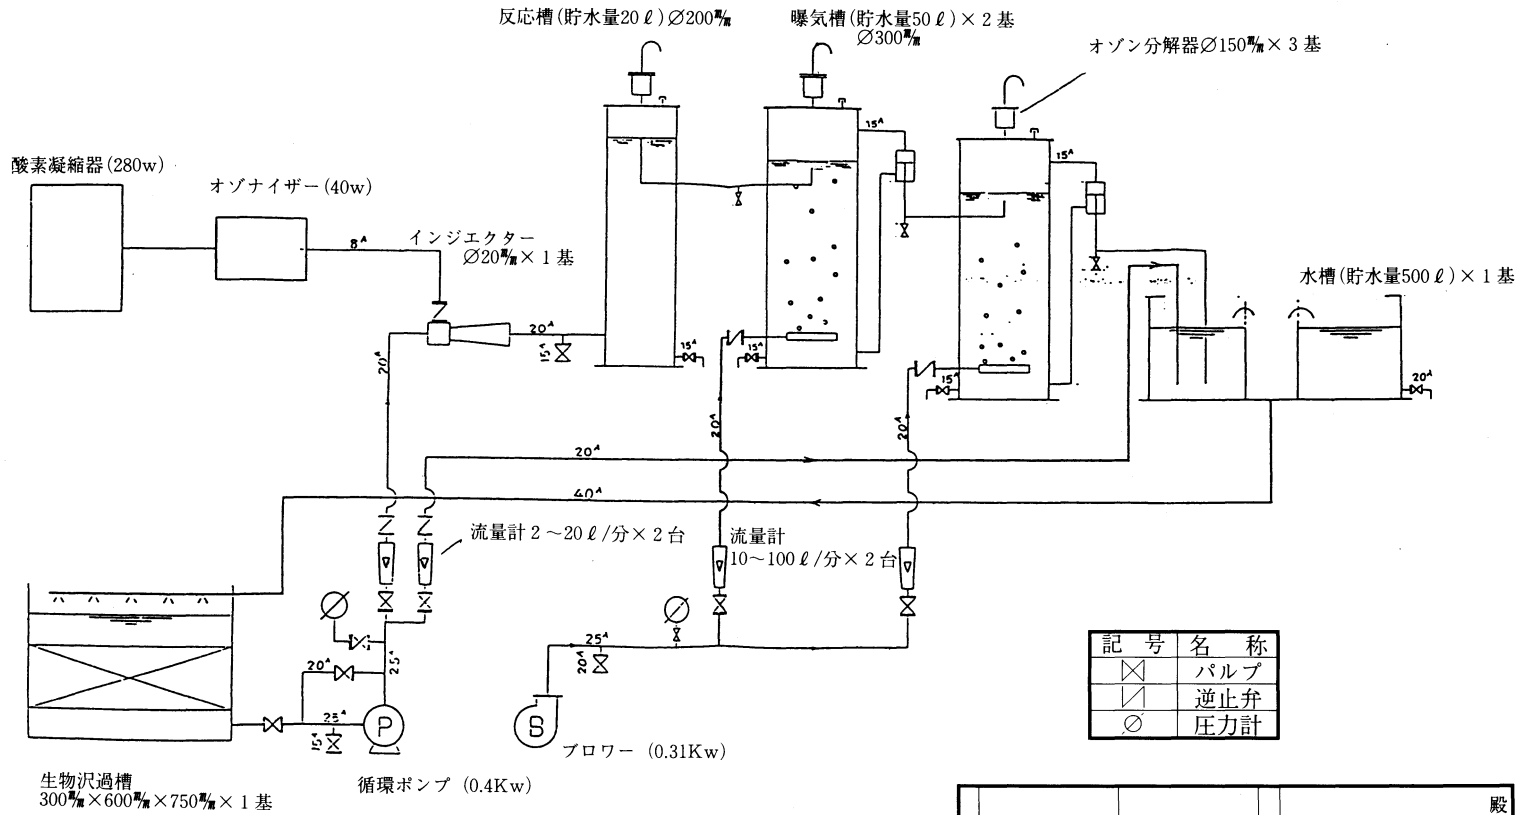 反応槽(貯水量20ℓ)∅200㎜
曝気槽(貯水量50ℓ)×2基
∅300㎜
オゾン分解器∅150㎜×3基
酸素凝縮器(280w)
オゾナイザー(40w)
8A
インジエクター
∅20㎜×1基
15A
15A
水槽(貯水量500ℓ)×1基
20A
15A
20A
15A
15A
15A
20A
20A
20A
20A
40A
流量計2〜20ℓ/分×2台
流量計
10〜100ℓ/分×2台
20A
25A
25A
15A
P
25A
20A
S
ブロワー(0.31Kw)
循環ポンプ(0.4Kw)
生物沢過槽
300㎜×600㎜×750㎜×1基
記号 名称
バルブ
逆止弁
圧力計
殿